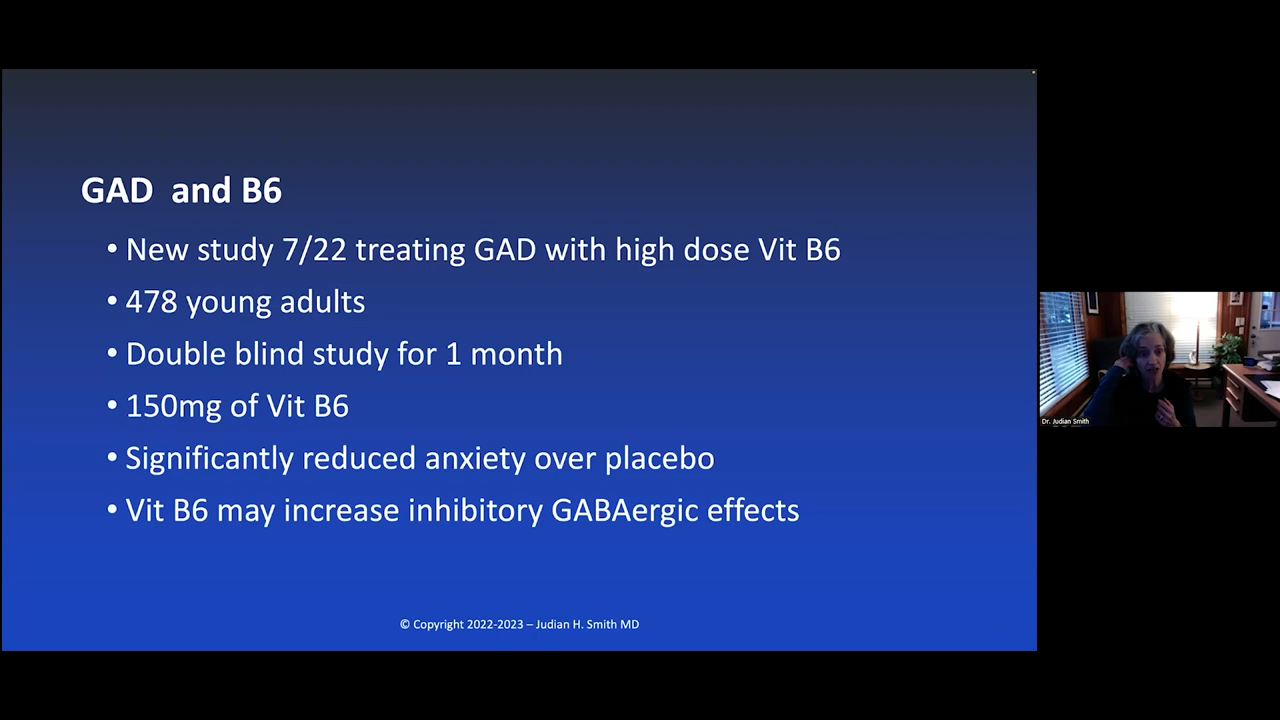 GAD and B6
• New study 7/22 treating GAD with high dose Vit B6
• 478 young adults
• Double blind study for 1 month
• 150mg of Vit B6
• Significantly reduced anxiety over placebo
• Vit B6 may increase inhibitory GABAergic effects
© Copyright 2022-2023 – Judian H. Smith MD
Dr. Judian Smith